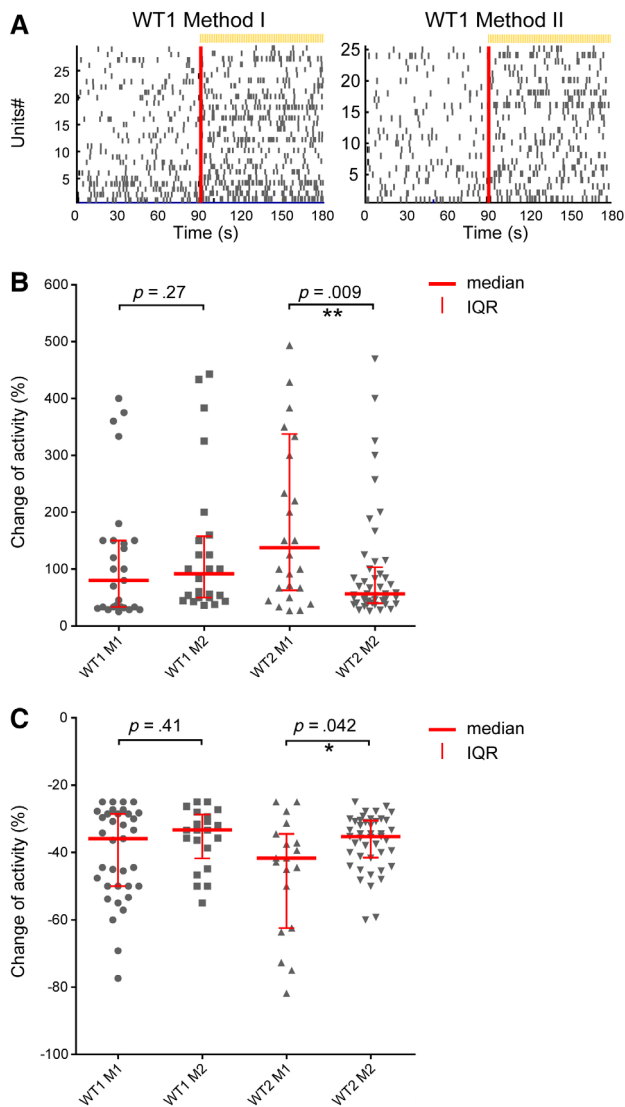 A
WT1 Method I
WT1 Method II
Units#
25
20
15
10
5
25
20
15
10
5
0 30 60 90 120 150 180
0 30 60 90 120 150 180
Time (s)
Time (s)
B
600
500
400
300
200
100
0
Change of activity (%)
p = .27
p = .009
**
median
IQR
WT1 M1
WT1 M2
WT2 M1
WT2 M2
C
0
-20
-40
-60
-80
-100
Change of activity (%)
p = .41
p = .042
*
median
IQR
WT1 M1
WT1 M2
WT2 M1
WT2 M2